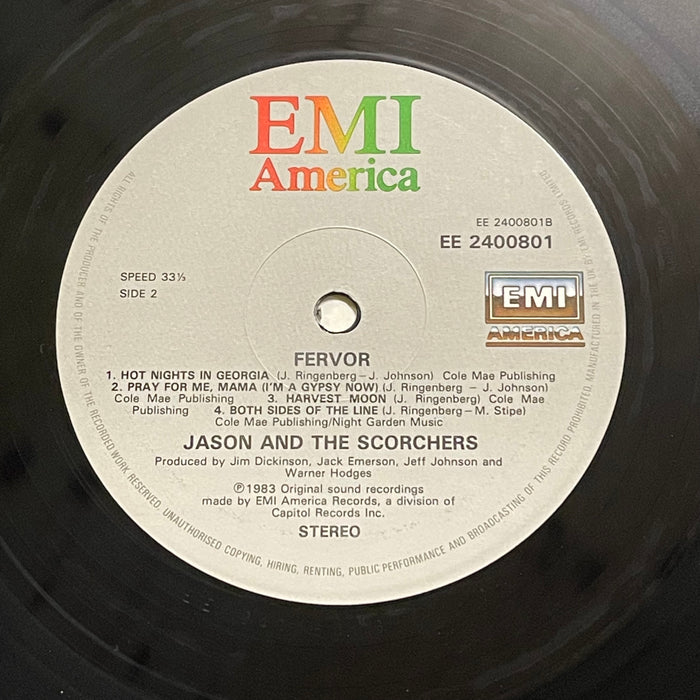 EMI
America
EE 2400801B
EE 2400801
SPEED 33⅓
SIDE 2
EMI
AMERICA
FERVOR
1. HOT NIGHTS IN GEORGIA (J. Ringenberg – J. Johnson) Cole Mae Publishing
2. PRAY FOR ME, MAMA (I'M A GYPSY NOW) (J. Ringenberg – J. Johnson)
Cole Mae Publishing 3. HARVEST MOON (J. Ringenberg) Cole Mae
Publishing 4. BOTH SIDES OF THE LINE (J. Ringenberg–M. Stipe)
Cole Mae Publishing/Night Garden Music
JASON AND THE SCORCHERS
Produced by Jim Dickinson, Jack Emerson, Jeff Johnson and
Warner Hodges
℗1983 Original sound recordings
made by EMI America Records, a division of
Capitol Records Inc.
STEREO
ALL RIGHTS OF THE PRODUCER AND OF THE OWNER OF THE RECORDED WORK RESERVED. UNAUTHORISED COPYING, HIRING, RENTING, PUBLIC PERFORMANCE AND BROADCASTING OF THIS RECORD PROHIBITED. MANUFACTURED IN THE UK BY EMI RECORDS LIMITED.